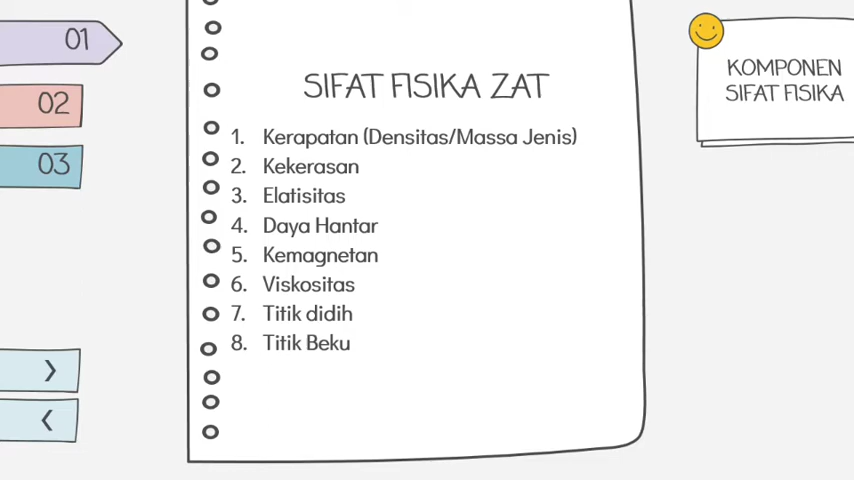 01
02
03
SIFAT FISIKA ZAT
1. Kerapatan (Densitas/Massa Jenis)
2. Kekerasan
3. Elatisitas
4. Daya Hantar
5. Kemagnetan
6. Viskositas
7. Titik didih
8. Titik Beku
KOMPONEN
SIFAT FISIKA